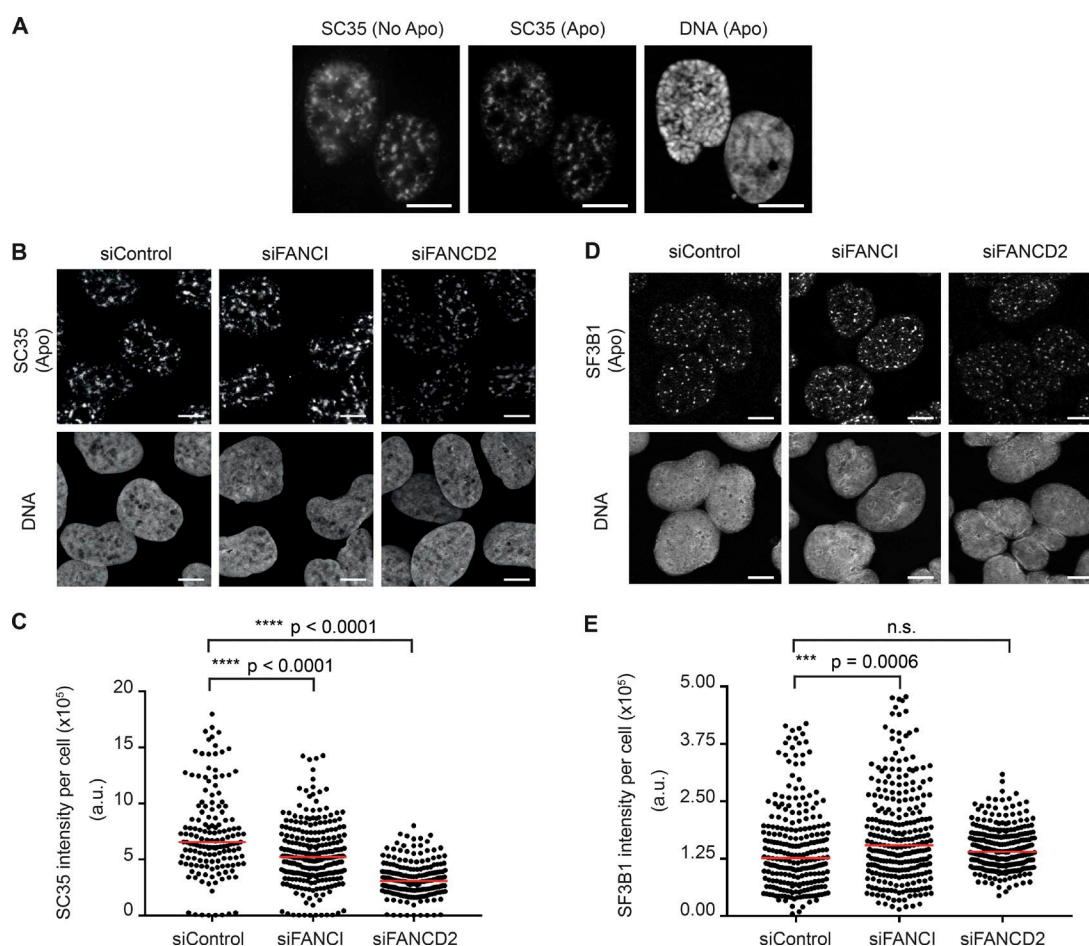 A
SC35 (No Apo) SC35 (Apo) DNA (Apo)
B
siControl siFANCI siFANCD2
SC35
(Apo)
DNA
D
siControl siFANCI siFANCD2
SF3B1
(Apo)
DNA
C
**** p < 0.0001
**** p < 0.0001
SC35 intensity per cell (x10⁵)
(a.u.)
20
15
10
5
0
siControl siFANCI siFANCD2
E
n.s.
*** p = 0.0006
SF3B1 intensity per cell (x10⁵)
(a.u.)
5.00
3.75
2.50
1.25
0.00
siControl siFANCI siFANCD2